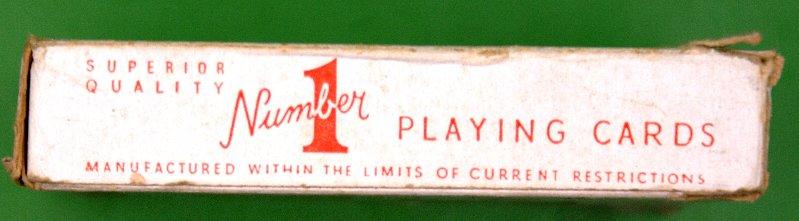 SUPERIOR
QUALITY
Number 1 PLAYING CARDS
MANUFACTURED WITHIN THE LIMITS OF CURRENT RESTRICTIONS